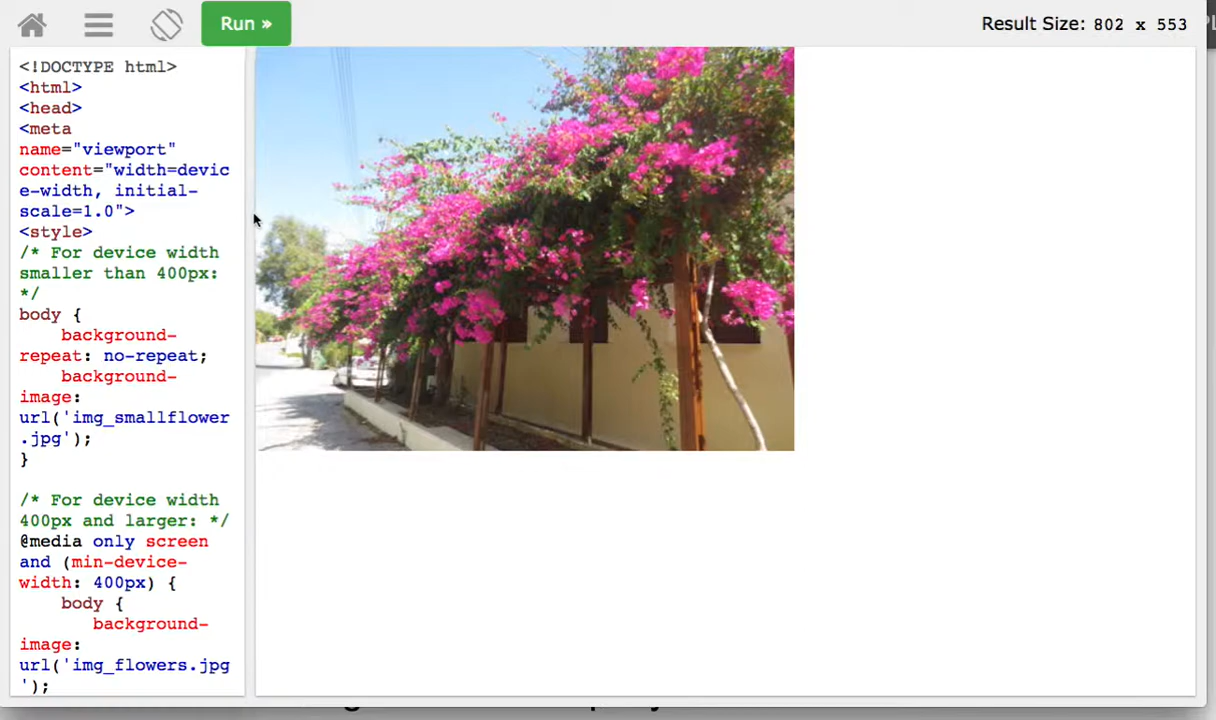 Run » Result Size: 802 x 553
<!DOCTYPE html>
<html>
<head>
<meta
name="viewport"
content="width=devic
e-width, initial-
scale=1.0">
<style>
/* For device width
smaller than 400px:
*/
body {
background-
repeat: no-repeat;
background-
image:
url('img_smallflower
.jpg');
}
/* For device width
400px and larger: */
@media only screen
and (min-device-
width: 400px) {
body {
background-
image:
url('img_flowers.jpg
');